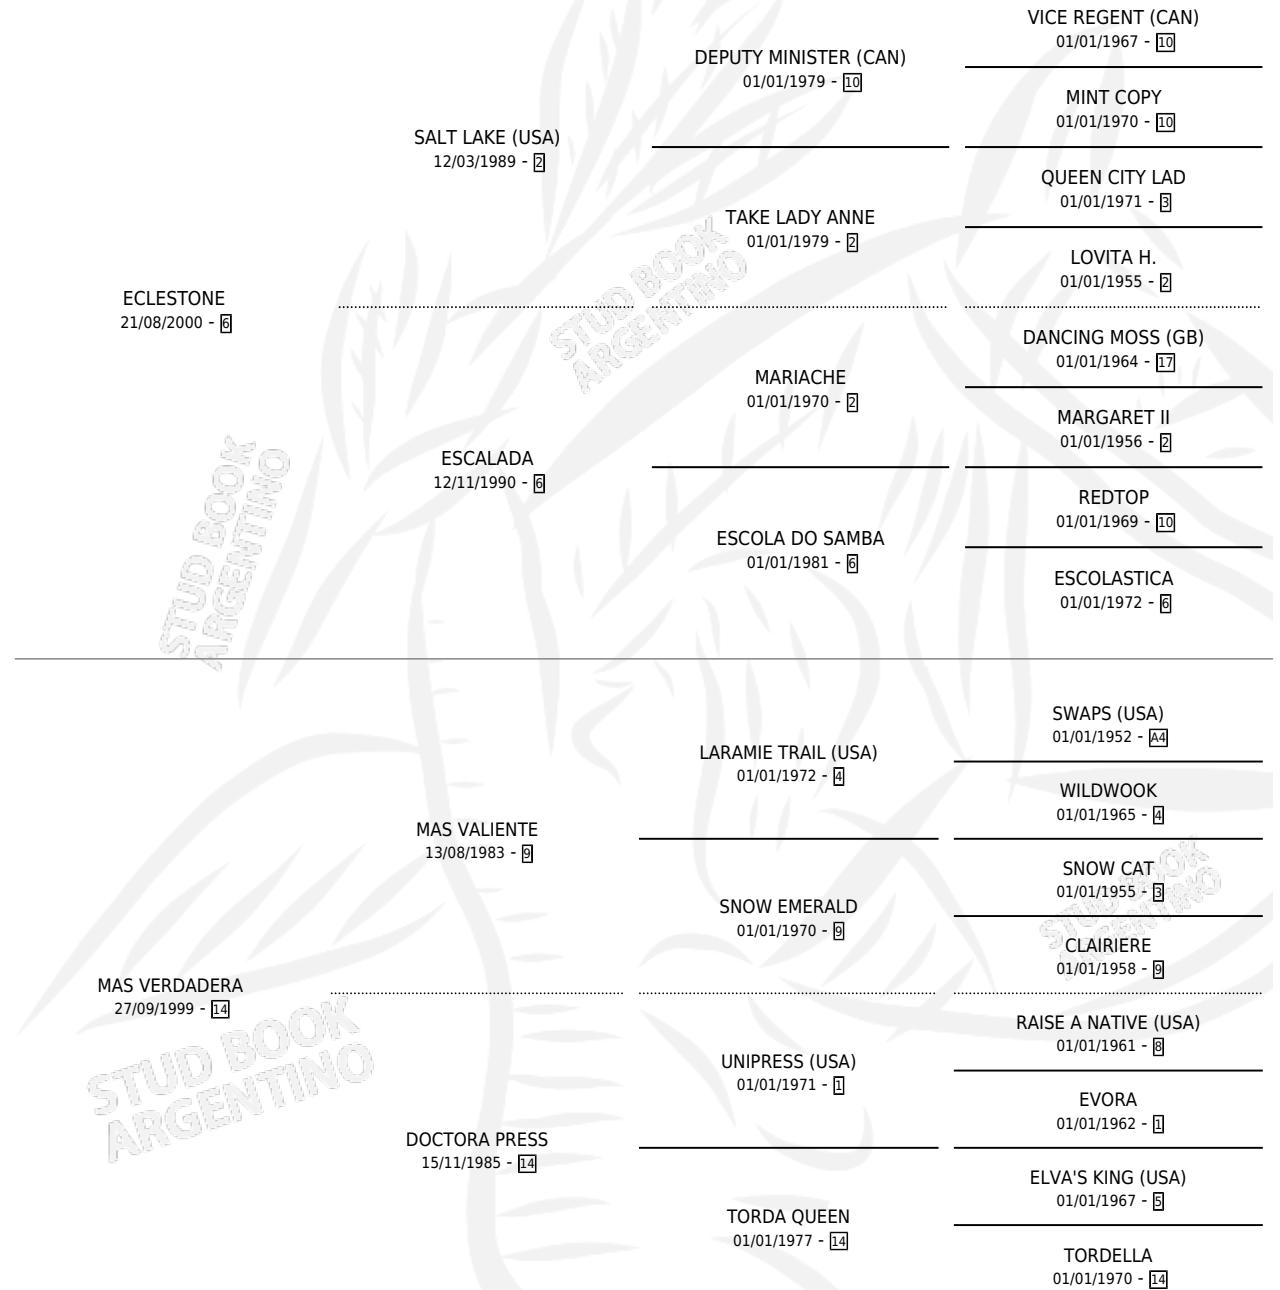 VICE REGENT (CAN)
01/01/1967 - 10
DEPUTY MINISTER (CAN)
01/01/1979 - 10
MINT COPY
01/01/1970 - 10
SALT LAKE (USA)
12/03/1989 - 2
QUEEN CITY LAD
01/01/1971 - 3
TAKE LADY ANNE
01/01/1979 - 2
LOVITA H.
01/01/1955 - 2
STUD BOOK
ARGENTINO
ECLESTONE
21/08/2000 - 6
DANCING MOSS (GB)
01/01/1964 - 17
MARIACHE
01/01/1970 - 2
MARGARET II
01/01/1956 - 2
ESCALADA
12/11/1990 - 6
REDTOP
01/01/1969 - 10
ESCOLA DO SAMBA
01/01/1981 - 6
ESCOLASTICA
01/01/1972 - 6
STUD BOOK
ARGENTINO
SWAPS (USA)
01/01/1952 - A4
LARAMIE TRAIL (USA)
01/01/1972 - 4
WILDWOOK
01/01/1965 - 4
MAS VALIENTE
13/08/1983 - 9
SNOW CAT
01/01/1955 - 3
SNOW EMERALD
01/01/1970 - 9
CLAIRIERE
01/01/1958 - 9
STUD BOOK
ARGENTINO
MAS VERDADERA
27/09/1999 - 14
RAISE A NATIVE (USA)
01/01/1961 - 8
UNIPRESS (USA)
01/01/1971 - 1
EVORA
01/01/1962 - 1
STUD BOOK
ARGENTINO
DOCTORA PRESS
15/11/1985 - 14
ELVA'S KING (USA)
01/01/1967 - 5
TORDA QUEEN
01/01/1977 - 14
TORDELLA
01/01/1970 - 14